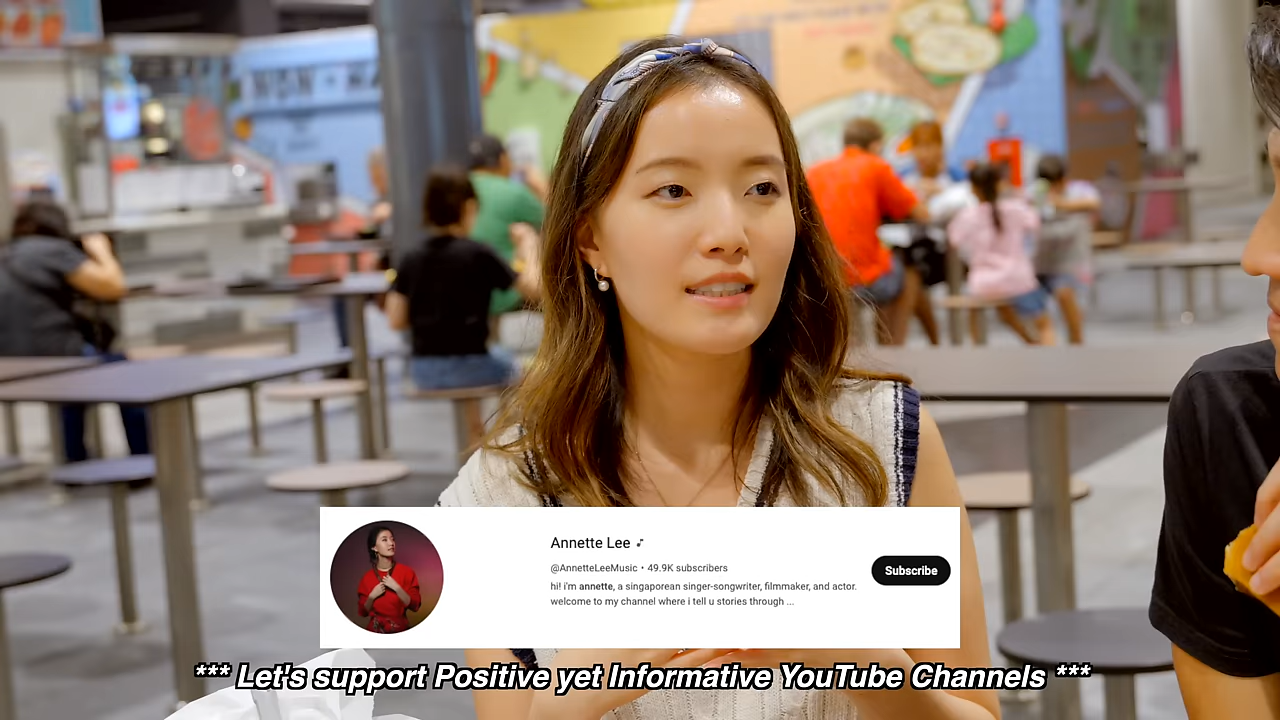 Annette Lee ♪
@AnnetteLeeMusic • 49.9K subscribers
hi! i'm annette, a singaporean singer-songwriter, filmmaker, and actor.
welcome to my channel where i tell u stories through ...
Subscribe
*** Let's support Positive yet Informative YouTube Channels ***